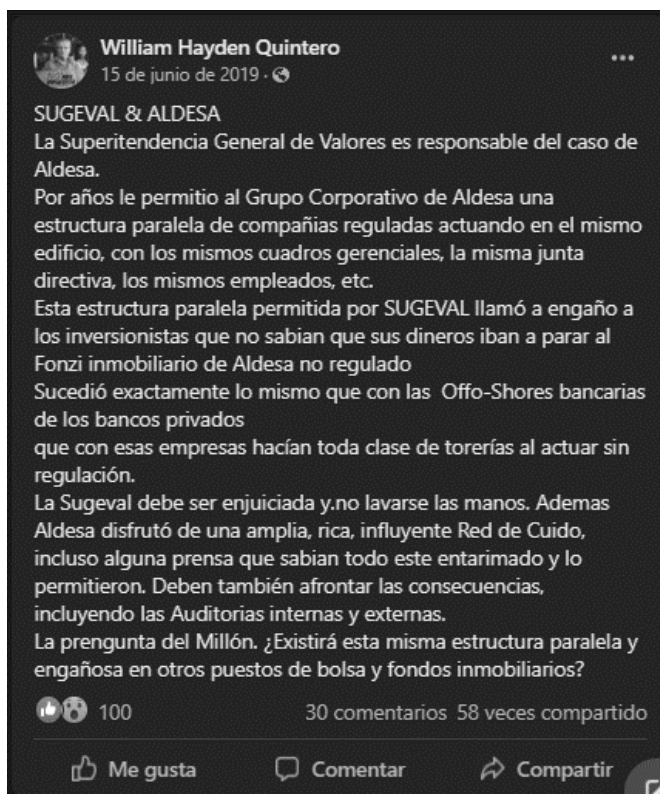 William Hayden Quintero
15 de junio de 2019 ·
SUGEVAL & ALDESA
La Superitendencia General de Valores es responsable del caso de
Aldesa.
Por años le permitio al Grupo Corporativo de Aldesa una
estructura paralela de compañias reguladas actuando en el mismo
edificio, con los mismos cuadros gerenciales, la misma junta
directiva, los mismos empleados, etc.
Esta estructura paralela permitida por SUGEVAL llamó a engaño a
los inversionistas que no sabian que sus dineros iban a parar al
Fonzi inmobiliario de Aldesa no regulado
Sucedió exactamente lo mismo que con las Offo-Shores bancarias
de los bancos privados
que con esas empresas hacían toda clase de torerías al actuar sin
regulación.
La Sugeval debe ser enjuiciada y.no lavarse las manos. Ademas
Aldesa disfrutó de una amplia, rica, influyente Red de Cuido,
incluso alguna prensa que sabian todo este entarimado y lo
permitieron. Deben también afrontar las consecuencias,
incluyendo las Auditorias internas y externas.
La prengunta del Millón. ¿Existirá esta misma estructura paralela y
engañosa en otros puestos de bolsa y fondos inmobiliarios?
100 30 comentarios 58 veces compartido
Me gusta Comentar Compartir